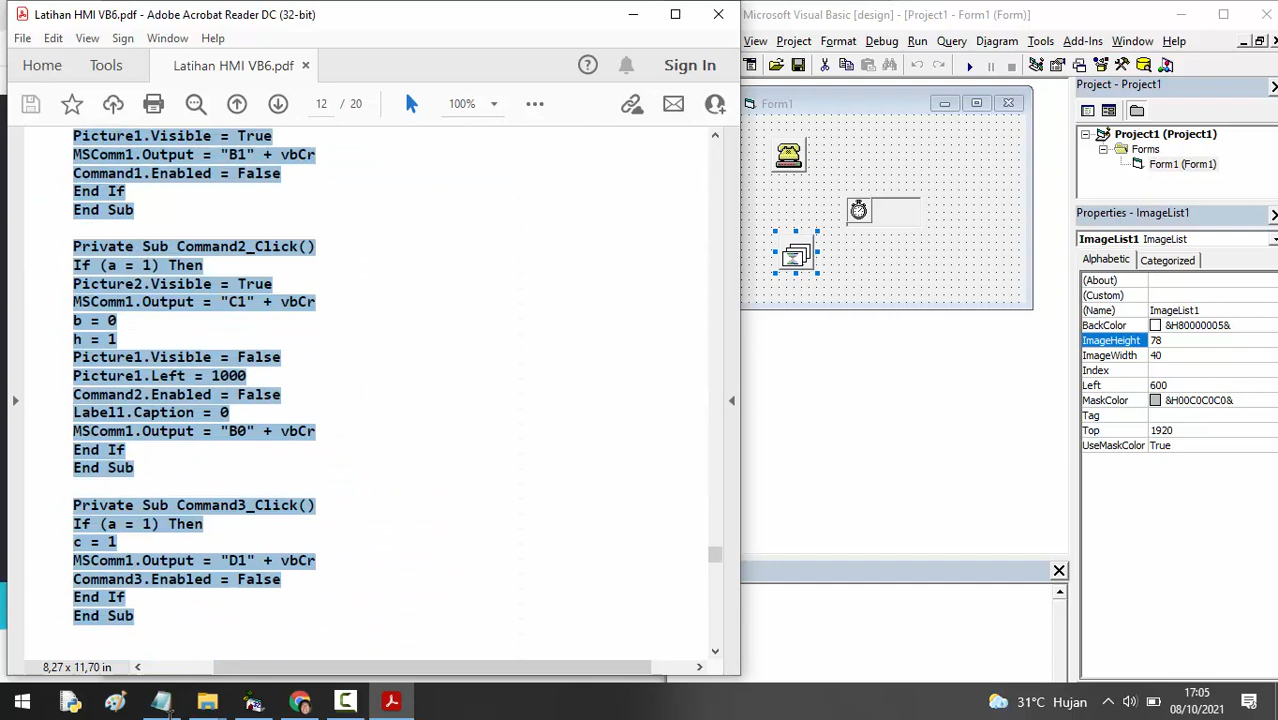 Latihan HMI VB6.pdf - Adobe Acrobat Reader DC (32-bit)
File Edit View Sign Window Help
Home Tools Latihan HMI VB6.pdf × Sign In
12 / 20 100%
Picture1.Visible = True
MSComm1.Output = "B1" + vbCr
Command1.Enabled = False
End If
End Sub
Private Sub Command2_Click()
If (a = 1) Then
Picture2.Visible = True
MSComm1.Output = "C1" + vbCr
b = 0
h = 1
Picture1.Visible = False
Picture1.Left = 1000
Command2.Enabled = False
Label1.Caption = 0
MSComm1.Output = "B0" + vbCr
End If
End Sub
Private Sub Command3_Click()
If (a = 1) Then
c = 1
MSComm1.Output = "D1" + vbCr
Command3.Enabled = False
End If
End Sub
8,27 x 11,70 in
Microsoft Visual Basic [design] - [Project1 - Form1 (Form)]
View Project Format Debug Run Query Diagram Tools Add-Ins Window Help
Form1
Project - Project1
Project1 (Project1)
Forms
Form1 (Form1)
Properties - ImageList1
ImageList1 ImageList
Alphabetic Categorized
(About)
(Custom)
(Name) ImageList1
BackColor &H80000005&
ImageHeight 78
ImageWidth 40
Index
Left 600
MaskColor &H00C0C0C0&
Tag
Top 1920
UseMaskColor True
31°C Hujan
17:05
08/10/2021